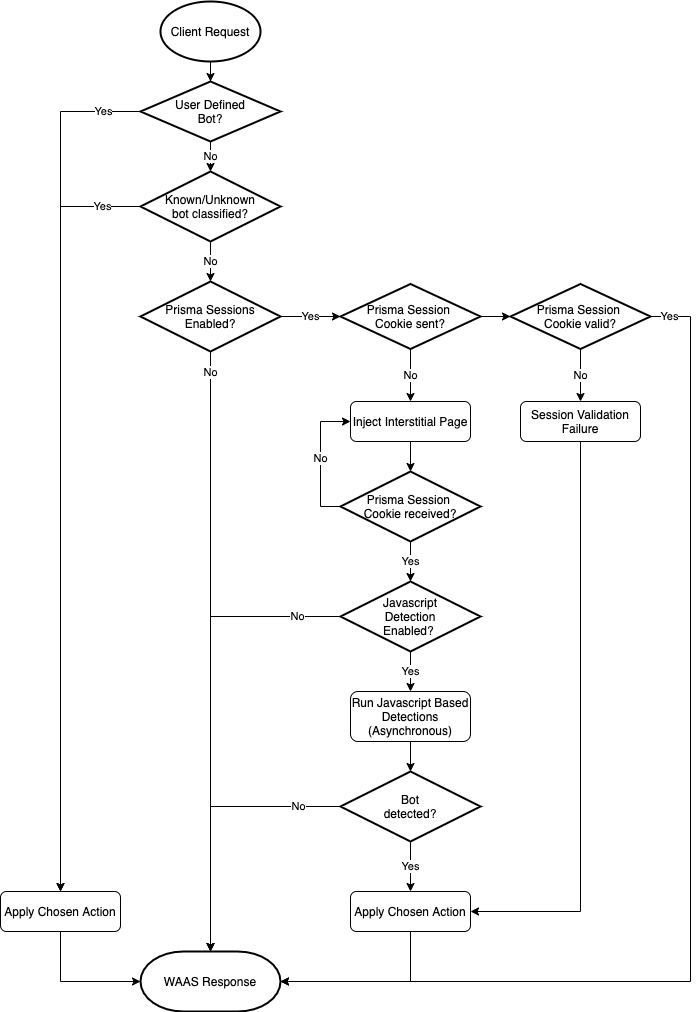 Client Request
User Defined
Bot?
Yes
No
Known/Unknown
bot classified?
Yes
No
Prisma Sessions
Enabled?
Yes
Prisma Session
Cookie sent?
Prisma Session
Cookie valid?
Yes
No
No
No
Inject Interstitial Page
Session Validation
Failure
No
Prisma Session
Cookie received?
Yes
Javascript
Detection
Enabled?
No
Yes
Run Javascript Based
Detections
(Asynchronous)
Bot
detected?
No
Yes
Apply Chosen Action
Apply Chosen Action
WAAS Response